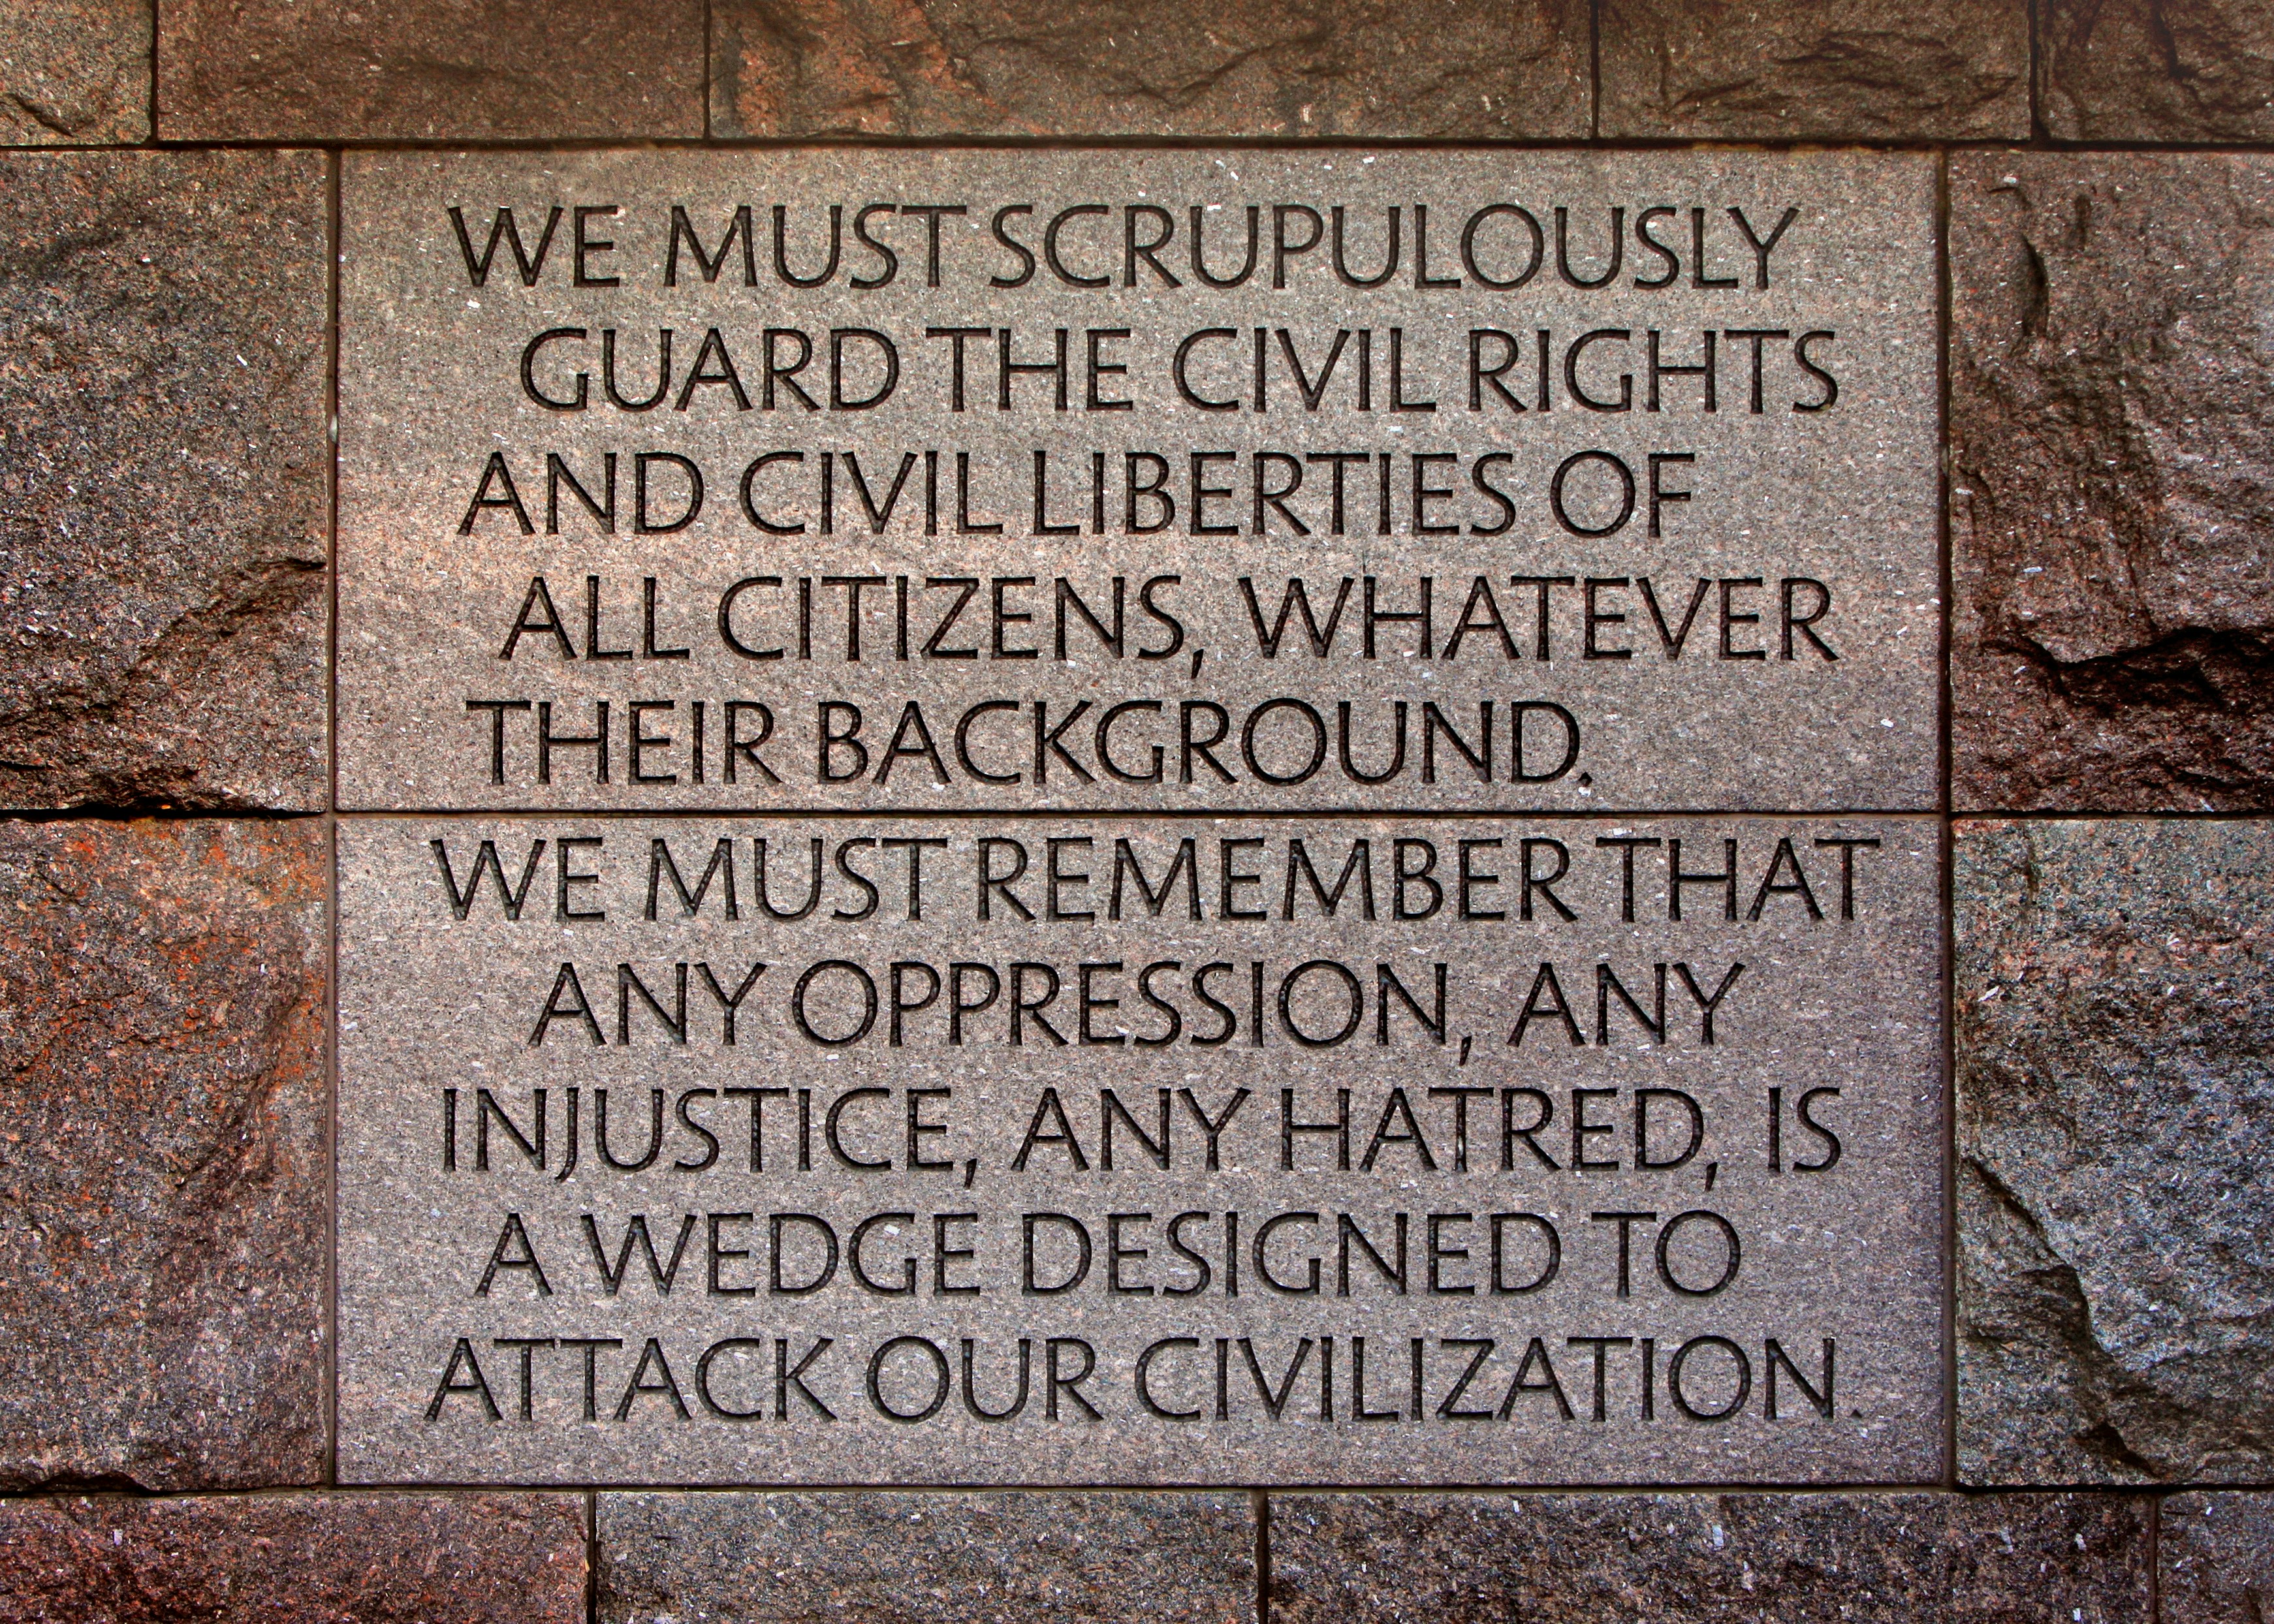 WE MUST SCRUPULOUSLY
GUARD THE CIVIL RIGHTS
AND CIVIL LIBERTIES OF
ALL CITIZENS, WHATEVER
THEIR BACKGROUND.
WE MUST REMEMBER THAT
ANY OPPRESSION, ANY
INJUSTICE, ANY HATRED, IS
A WEDGE DESIGNED TO
ATTACK OUR CIVILIZATION.